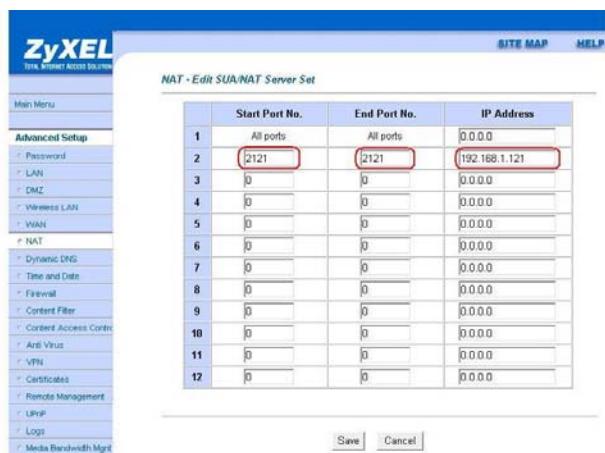 SITE MAP HELP
ZyXEL
TOTAL INTERNET ACCESS SOLUTION
NAT - Edit SUA/NAT Server Set
Main Menu
Advanced Setup
Password
LAN
DMZ
Wireless LAN
WAN
NAT
Dynamic DNS
Time and Date
Firewall
Content Filter
Content Access Contro
Anti Virus
VPN
Certificates
Remote Management
UPnP
Logs
Media Bandwidth Mgnt
Start Port No. End Port No. IP Address
1 All ports All ports 0.0.0.0
2 2121 2121 192.168.1.121
3 0 0 0.0.0.0
4 0 0 0.0.0.0
5 0 0 0.0.0.0
6 0 0 0.0.0.0
7 0 0 0.0.0.0
8 0 0 0.0.0.0
9 0 0 0.0.0.0
10 0 0 0.0.0.0
11 0 0 0.0.0.0
12 0 0 0.0.0.0
Save Cancel